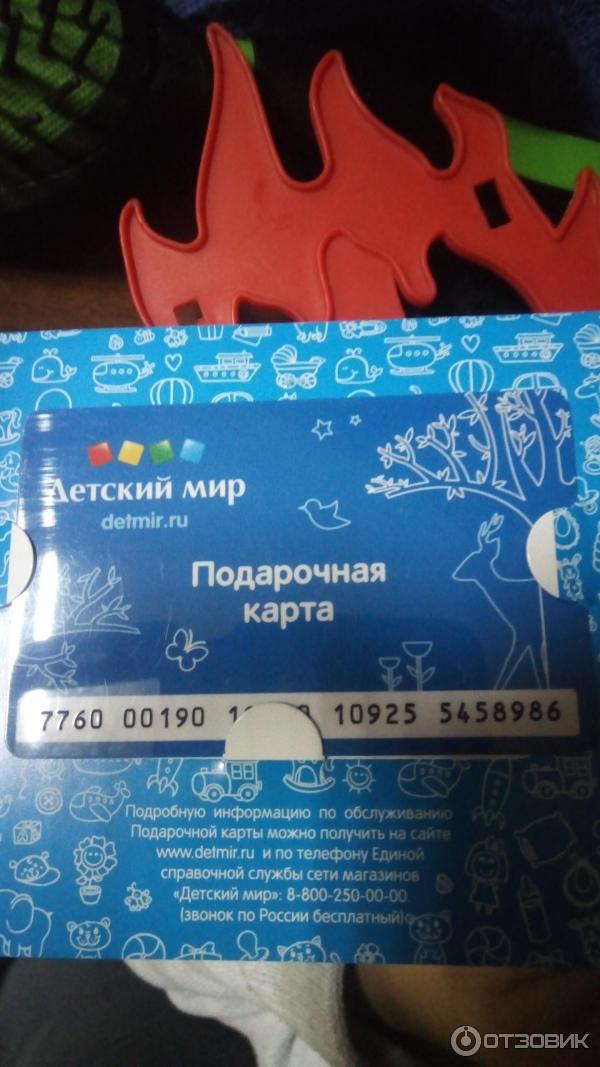 Детский мир
detmir.ru
Подарочная
карта
7760 00190 10925 5458986
Подробную информацию по обслуживанию
Подарочной карты можно получить на сайте
www.detmir.ru и по телефону Единой
справочной службы сети магазинов
«Детский мир»: 8-800-250-00-00.
(звонок по России бесплатный)
ОТЗОВИК